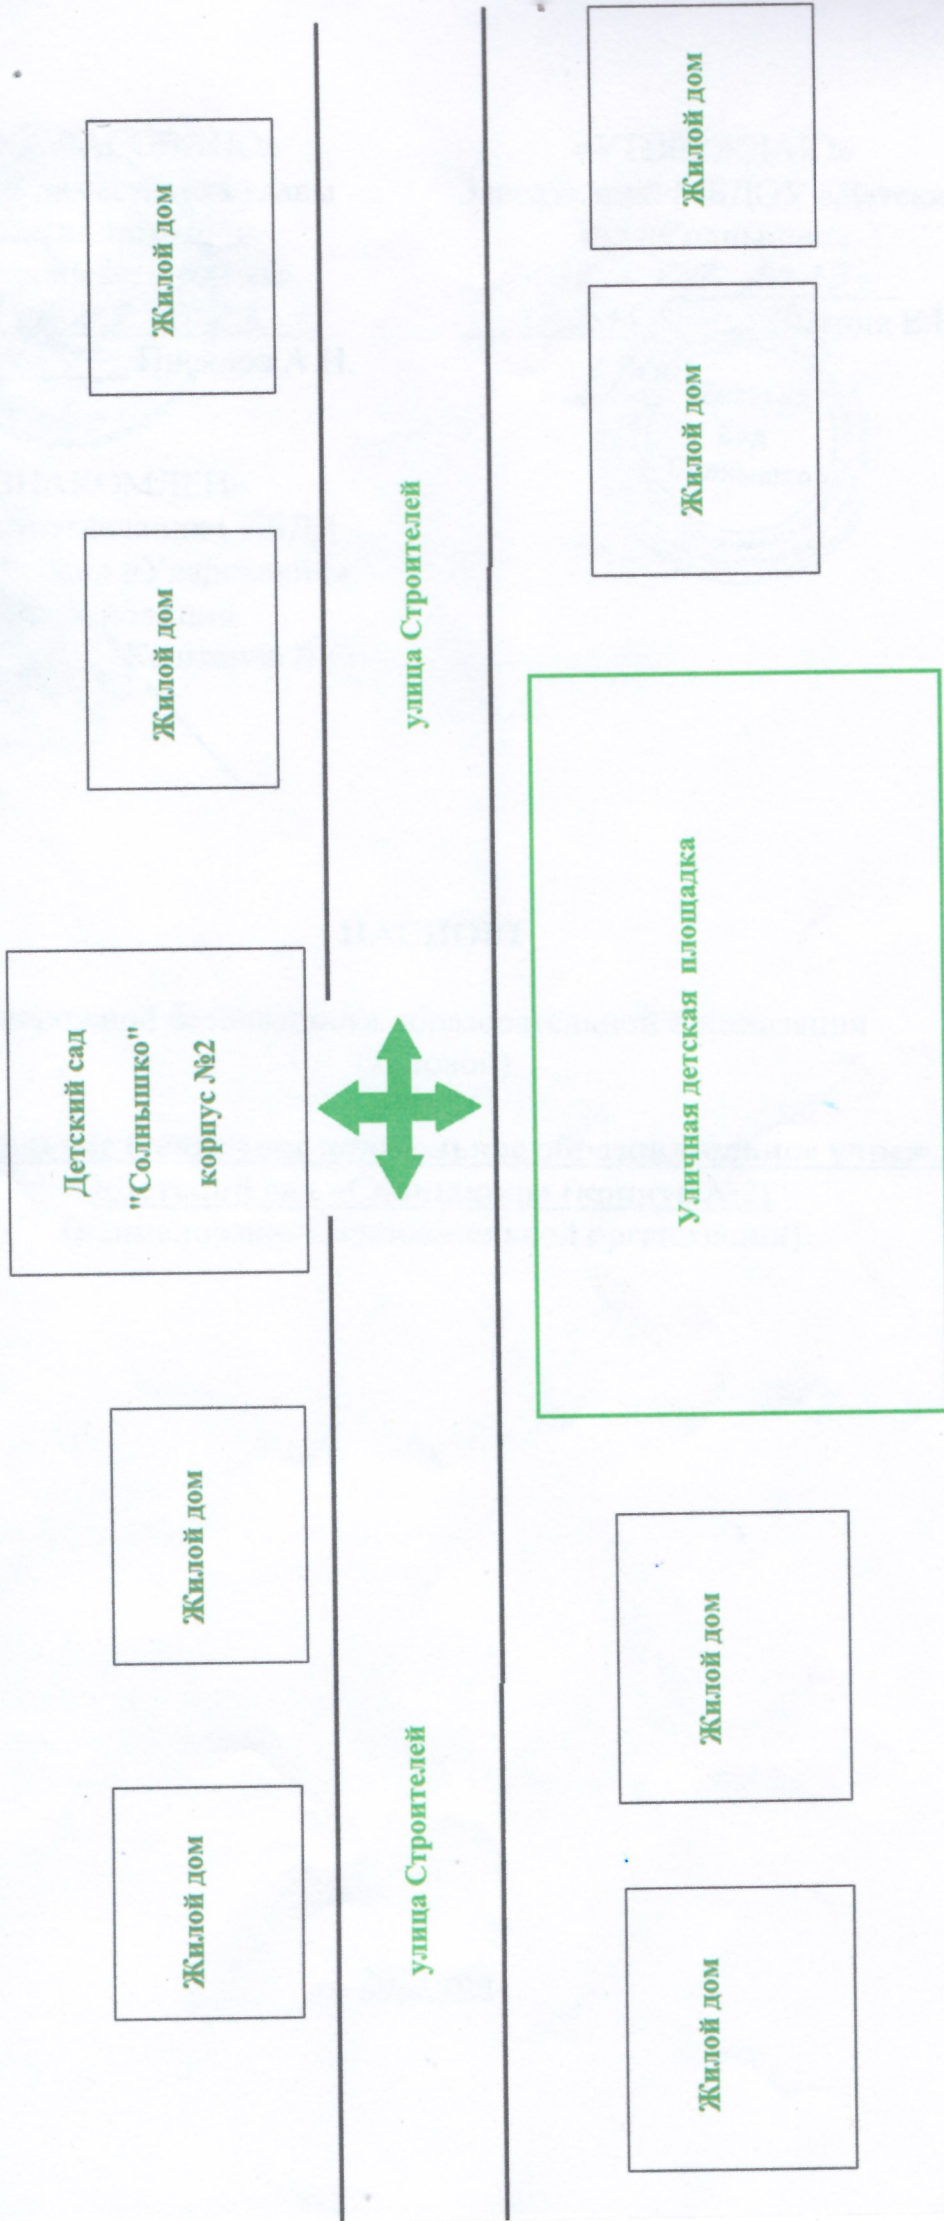 Жилой дом
Жилой дом
Детский сад
"Солнышко"
корпус №2
Жилой дом
Жилой дом
улица Строителей
улица Строителей
Жилой дом
Жилой дом
Уличная детская площадка
Жилой дом
Жилой дом